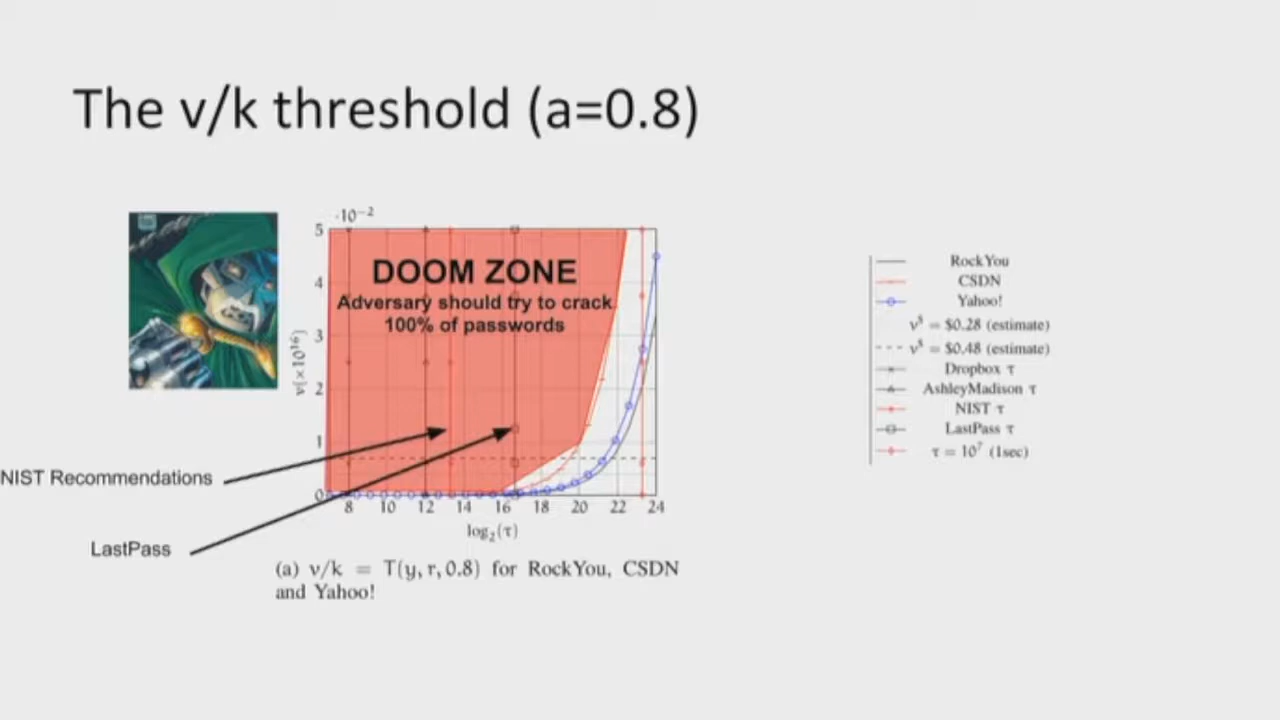 The v/k threshold (a=0.8)
·10⁻²
5
4
3
2
1
0
v(×10¹⁶)
DOOM ZONE
Adversary should try to crack
100% of passwords
8 10 12 14 16 18 20 22 24
log₂(τ)
NIST Recommendations
LastPass
(a) v/k = T(y, r, 0.8) for RockYou, CSDN
and Yahoo!
RockYou
CSDN
Yahoo!
v$ = $0.28 (estimate)
v$ = $0.48 (estimate)
Dropbox τ
AshleyMadison τ
NIST τ
LastPass τ
τ = 10⁷ (1sec)